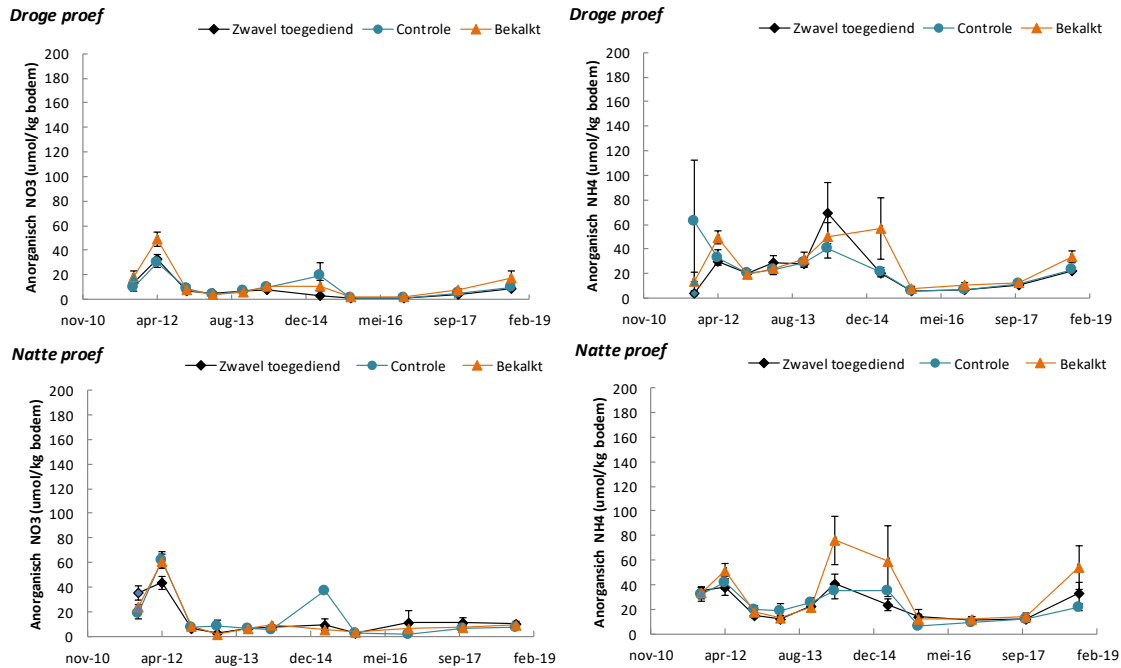 Droge proef
Zwavel toegediend Controle Bekalkt
Anorganisch NO3 (umol/kg bodem)
200
180
160
140
120
100
80
60
40
20
0
nov-10 apr-12 aug-13 dec-14 mei-16 sep-17 feb-19
Droge proef
Zwavel toegediend Controle Bekalkt
Anorganisch NH4 (umol/kg bodem)
200
180
160
140
120
100
80
60
40
20
0
nov-10 apr-12 aug-13 dec-14 mei-16 sep-17 feb-19
Natte proef
Zwavel toegediend Controle Bekalkt
Anorganisch NO3 (umol/kg bodem)
200
180
160
140
120
100
80
60
40
20
0
nov-10 apr-12 aug-13 dec-14 mei-16 sep-17 feb-19
Natte proef
Zwavel toegediend Controle Bekalkt
Anorgansich NH4 (umol/kg bodem)
200
180
160
140
120
100
80
60
40
20
0
nov-10 apr-12 aug-13 dec-14 mei-16 sep-17 feb-19